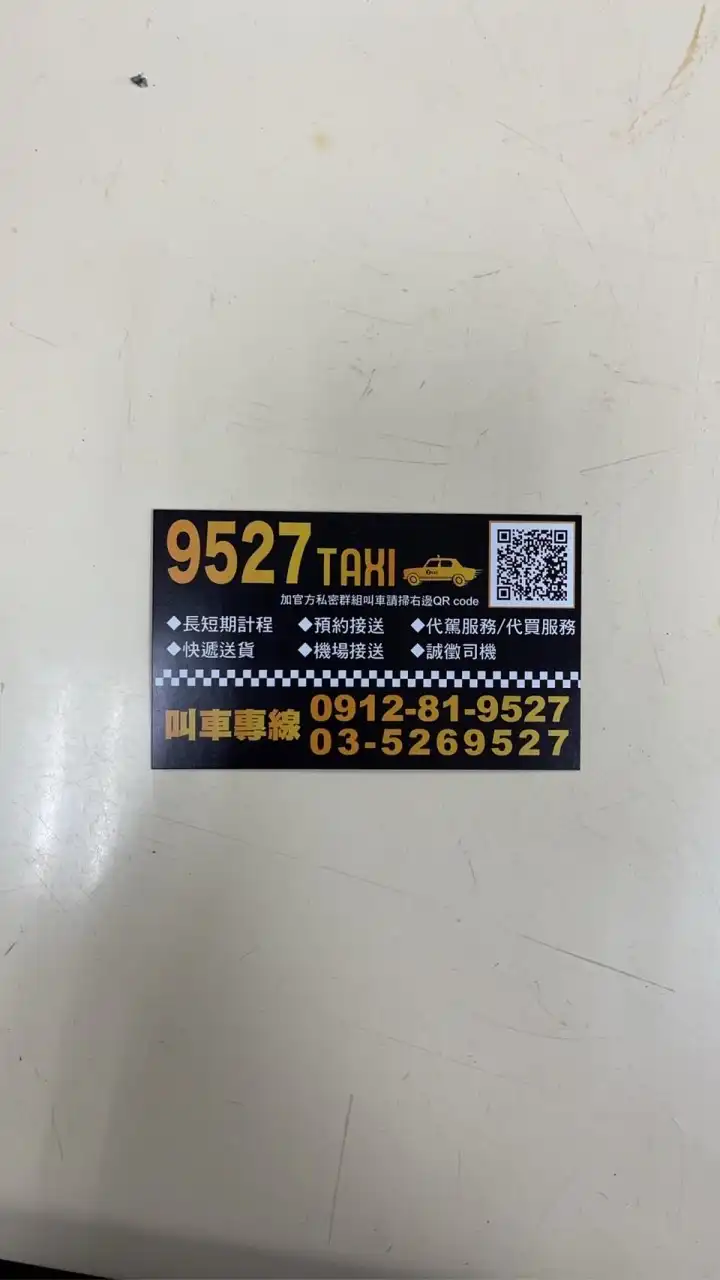 9527 TAXI
加官方私密群組叫車請掃右邊QR code
◆長短期計程 ◆預約接送 ◆代駕服務/代買服務
◆快遞送貨 ◆機場接送 ◆誠徵司機
叫車專線 0912-81-9527
03-5269527